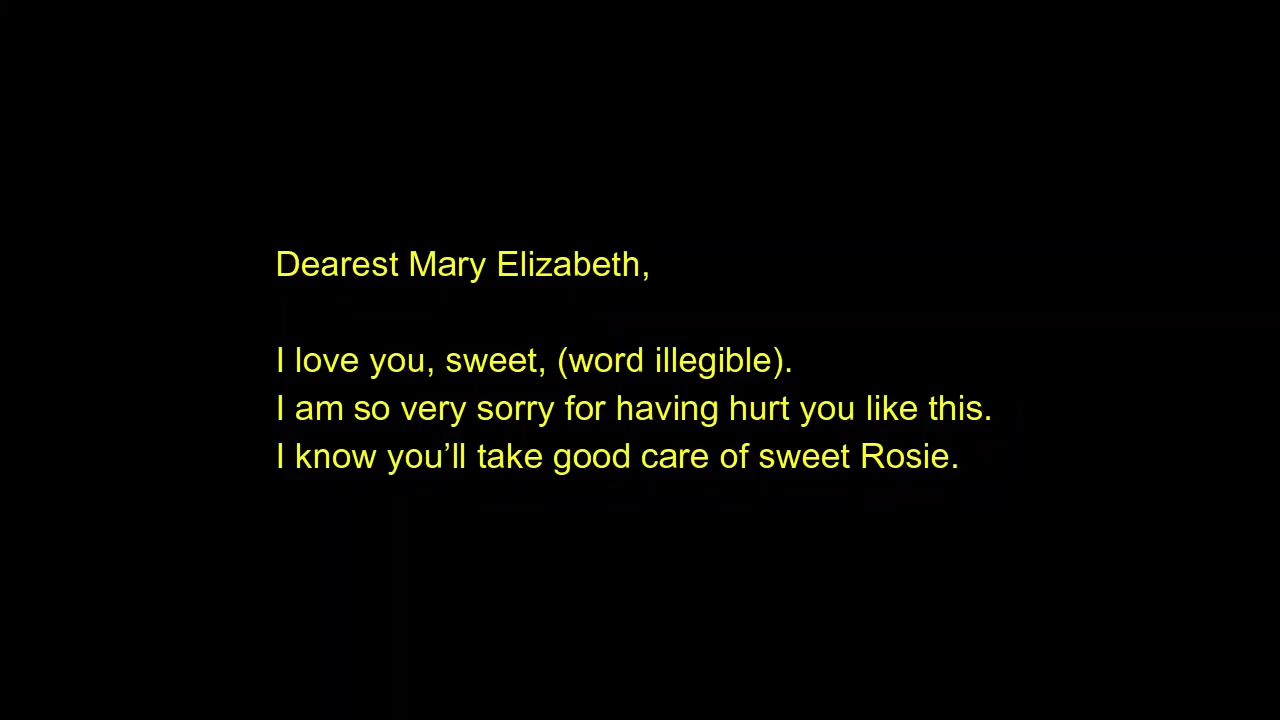 Dearest Mary Elizabeth,
I love you, sweet, (word illegible).
I am so very sorry for having hurt you like this.
I know you’ll take good care of sweet Rosie.